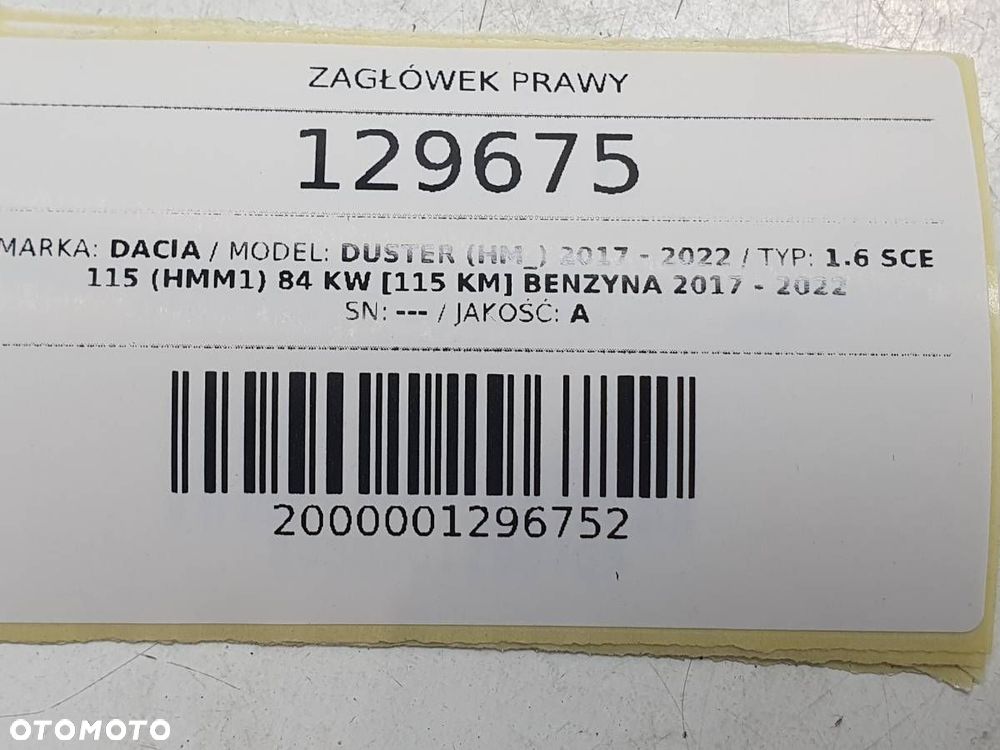 ZAGŁÓWEK PRAWY
129675
MARKA: DACIA / MODEL: DUSTER (HM_) 2017 - 2022 / TYP: 1.6 SCE
115 (HMM1) 84 KW [115 KM] BENZYNA 2017 - 2022
SN: --- / JAKOŚĆ: A
2000001296752
OTOMOTO